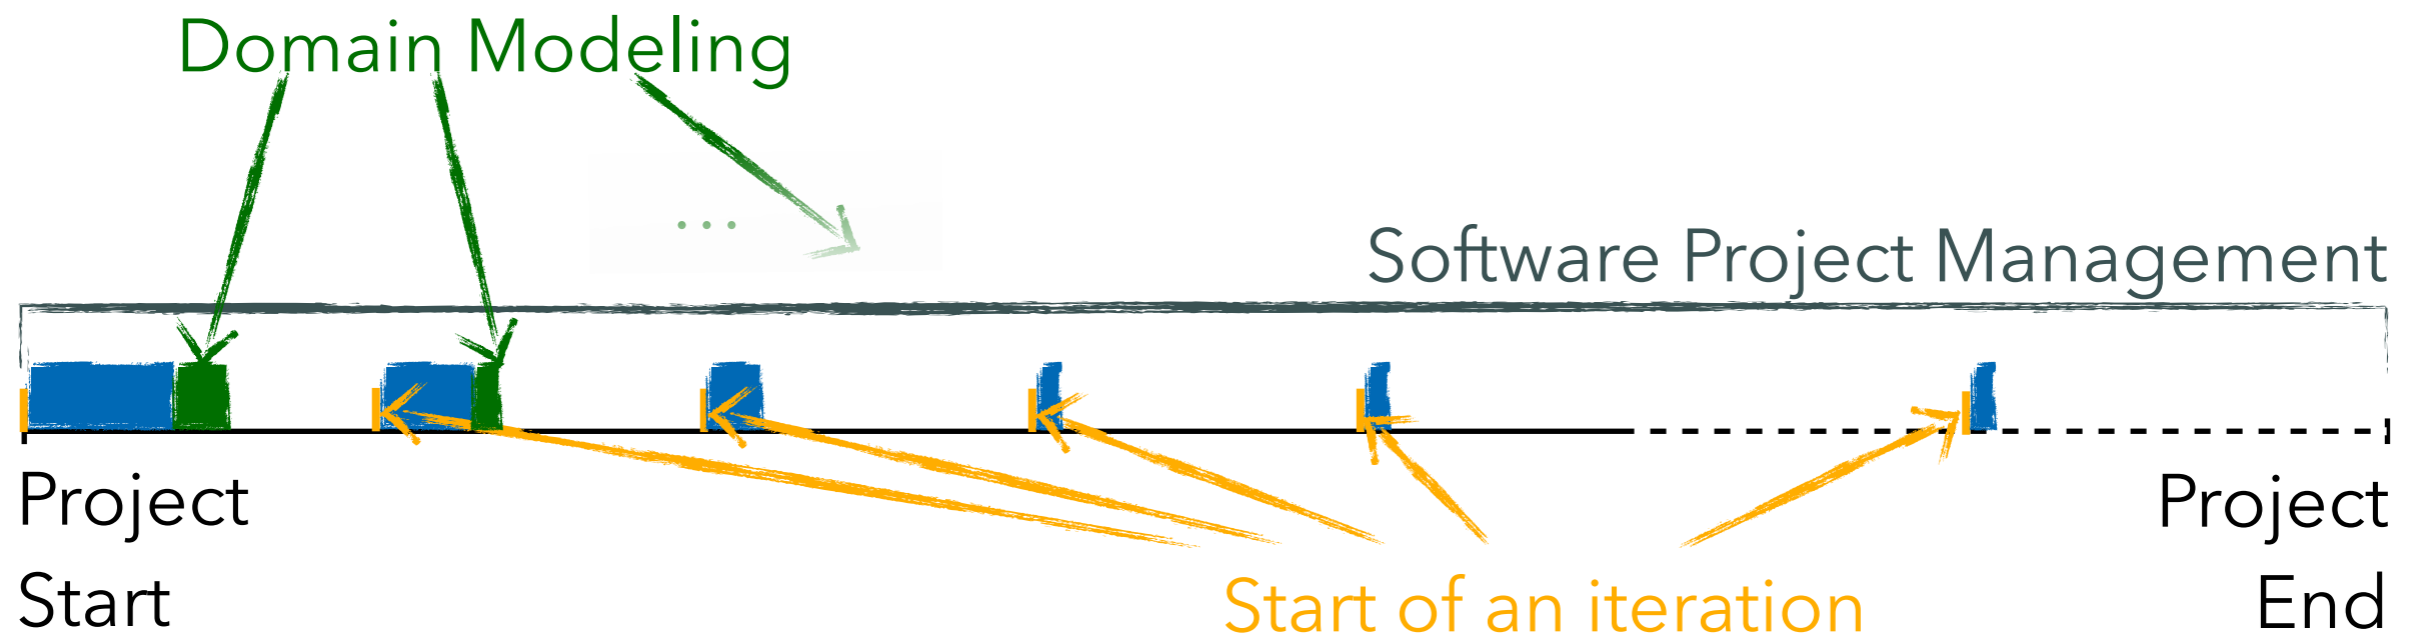 Domain Modeling
...
Software Project Management
Project
Start
Project
End
Start of an iteration